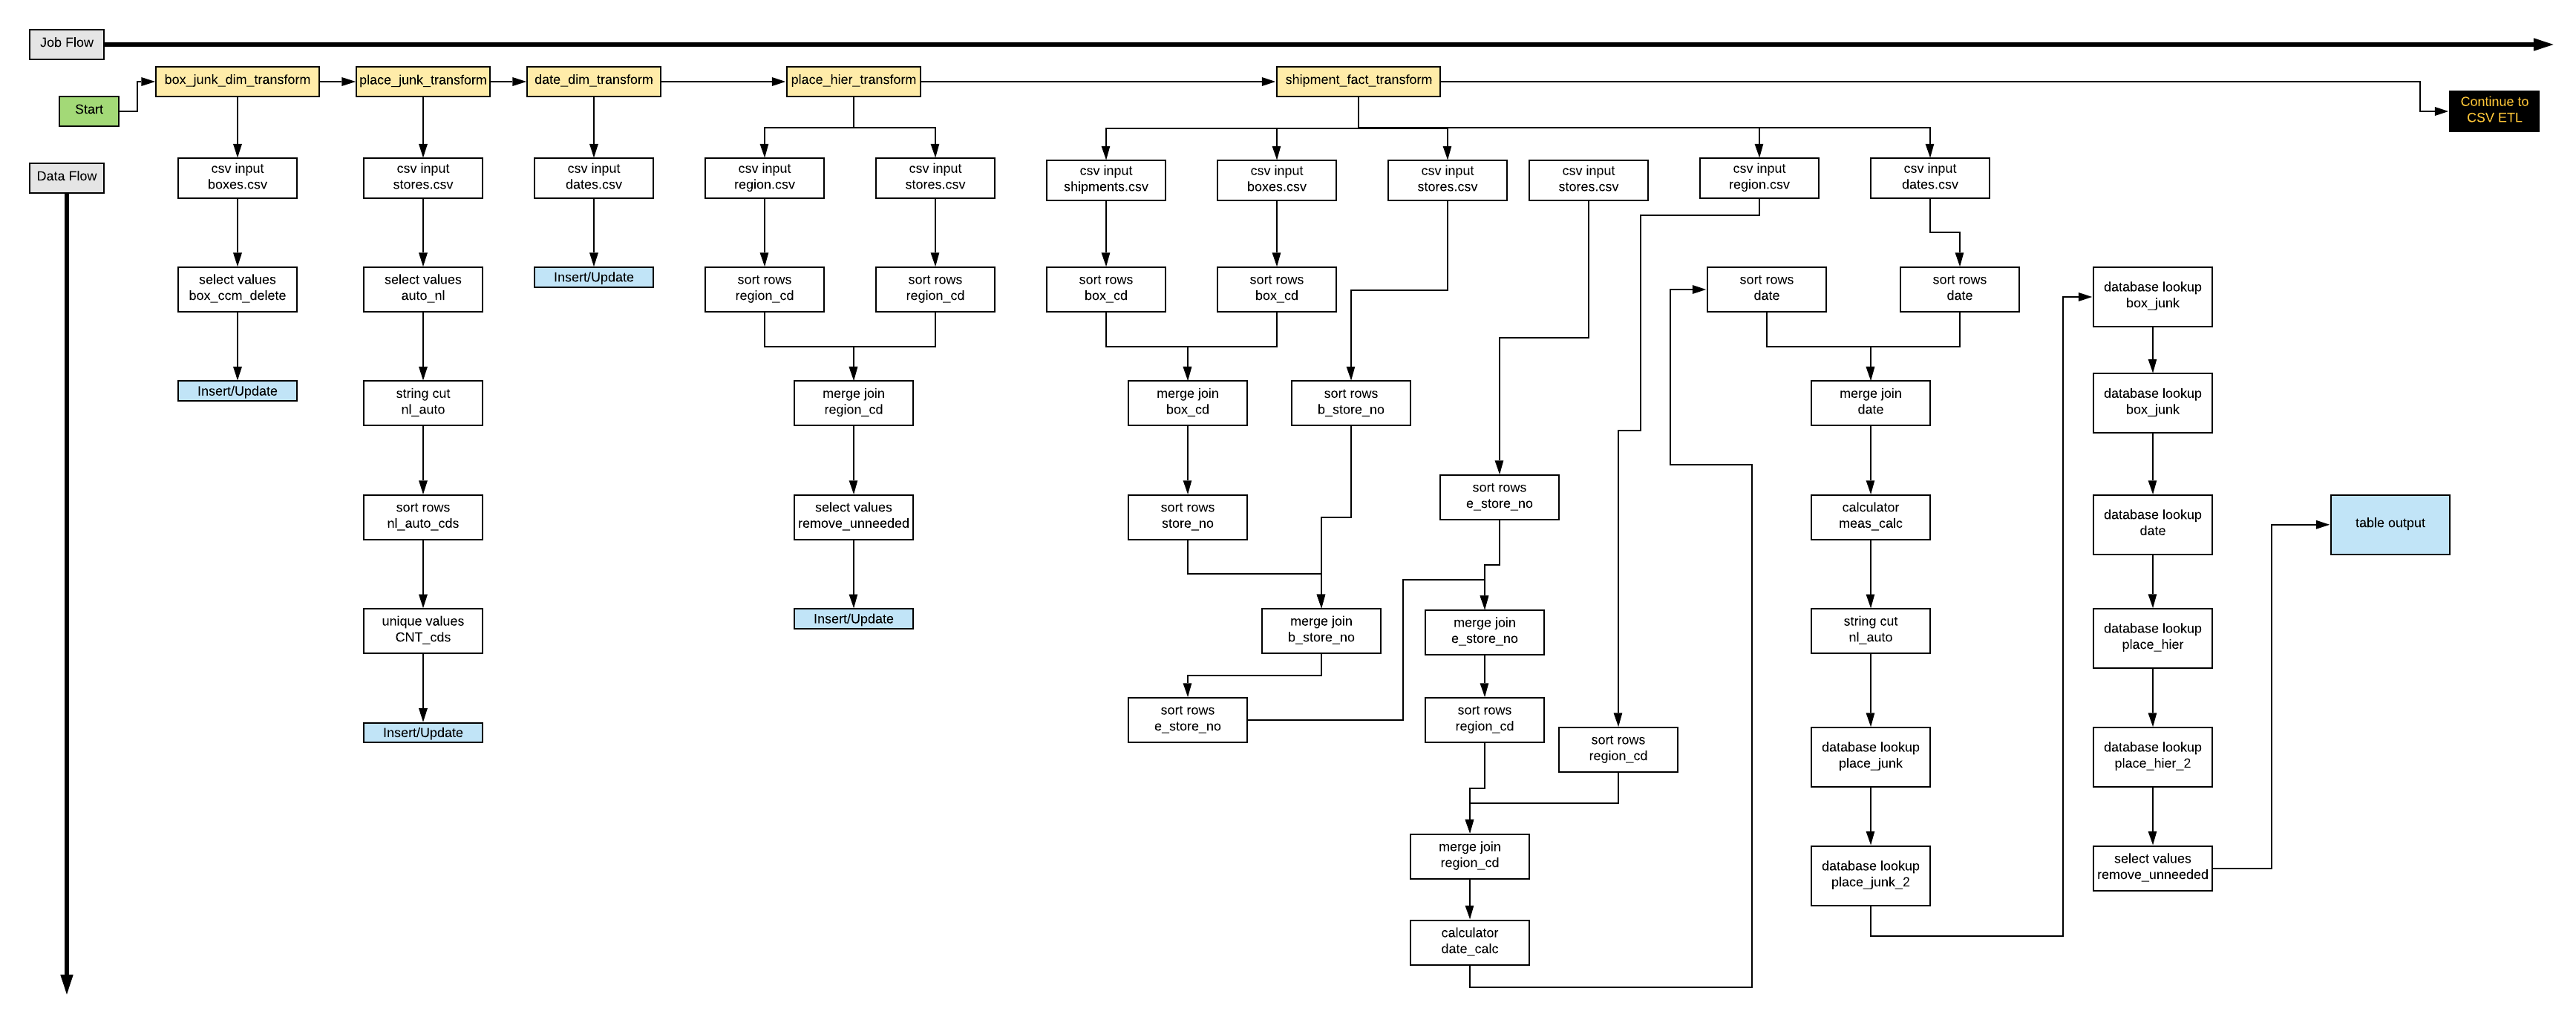 Job Flow
box_junk_dim_transform
place_junk_transform
date_dim_transform
place_hier_transform
shipment_fact_transform
Start
Continue to
CSV ETL
Data Flow
csv input
boxes.csv
csv input
stores.csv
csv input
dates.csv
csv input
region.csv
csv input
stores.csv
csv input
shipments.csv
csv input
boxes.csv
csv input
stores.csv
csv input
stores.csv
csv input
region.csv
csv input
dates.csv
select values
box_ccm_delete
select values
auto_nl
Insert/Update
sort rows
region_cd
sort rows
region_cd
sort rows
box_cd
sort rows
box_cd
sort rows
date
sort rows
date
database lookup
box_junk
Insert/Update
string cut
nl_auto
merge join
region_cd
merge join
box_cd
sort rows
b_store_no
merge join
date
database lookup
box_junk
sort rows
nl_auto_cds
select values
remove_unneeded
sort rows
store_no
sort rows
e_store_no
calculator
meas_calc
database lookup
date
table output
unique values
CNT_cds
Insert/Update
merge join
b_store_no
merge join
e_store_no
string cut
nl_auto
database lookup
place_hier
Insert/Update
sort rows
e_store_no
sort rows
region_cd
sort rows
region_cd
database lookup
place_junk
database lookup
place_hier_2
merge join
region_cd
database lookup
place_junk_2
select values
remove_unneeded
calculator
date_calc